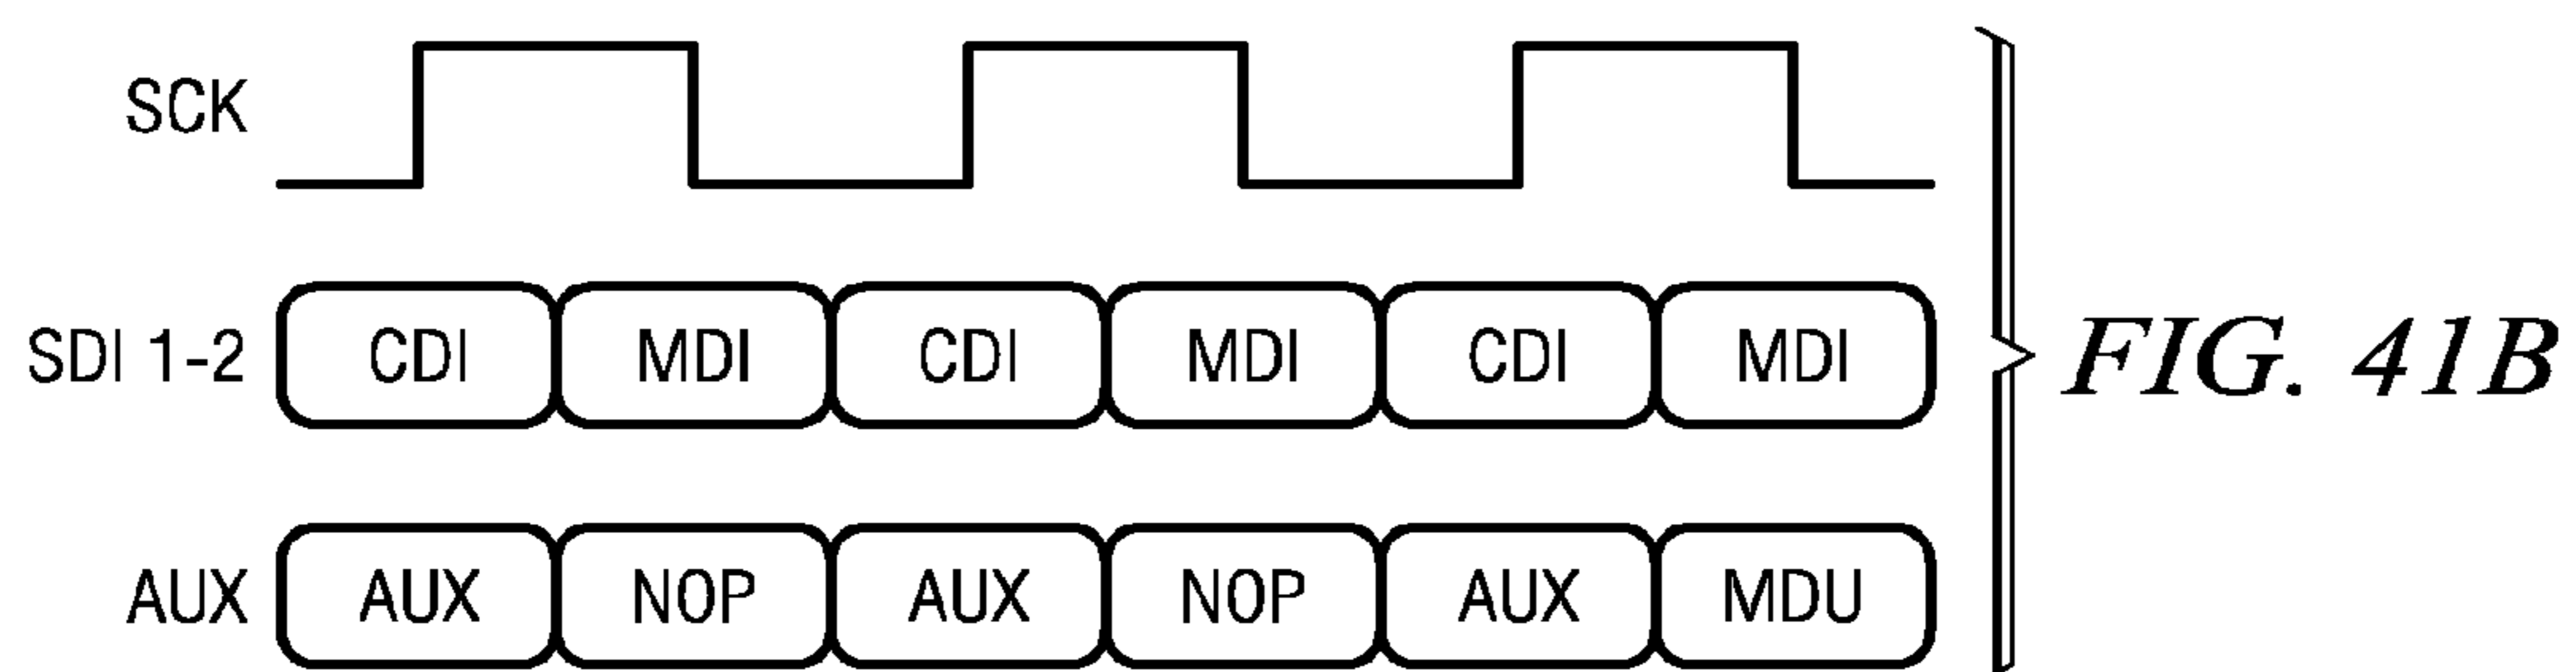 SCK
SDI 1-2 CDI MDI CDI MDI CDI MDI
FIG. 41B
AUX AUX NOP AUX NOP AUX MDU